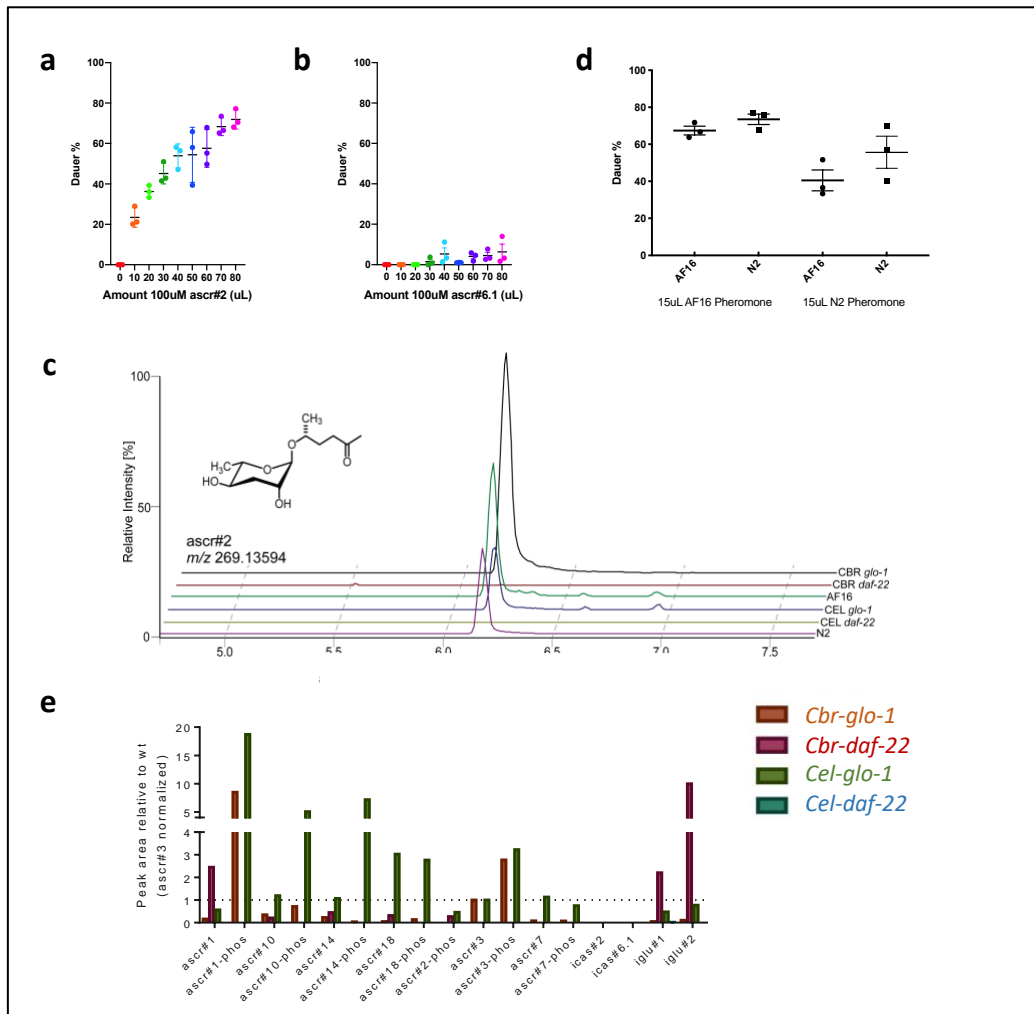 a
100
80
60
40
20
0
Dauer %
0 10 20 30 40 50 60 70 80
Amount 100uM ascr#2 (uL)
b
100
80
60
40
20
0
Dauer %
0 10 20 30 40 50 60 70 80
Amount 100uM ascr#6.1 (uL)
d
100
80
60
40
20
0
Dauer %
AF16 N2 AF16 N2
15uL AF16 Pheromone 15uL N2 Pheromone
c
100
50
0
Relative Intensity [%]
CH₃
O
O
H₃C
O
HO
OH
ascr#2
m/z 269.13594
CBR glo-1
CBR daf-22
AF16
CEL glo-1
CEL daf-22
N2
5.0 5.5 6.0 6.5 7.0 7.5
e
20
15
10
5
4
3
2
1
0
Peak area relative to wt
(ascr#3 normalized)
ascr#1
ascr#1-phos
ascr#10
ascr#10-phos
ascr#14
ascr#14-phos
ascr#18
ascr#18-phos
ascr#2-phos
ascr#3
ascr#3-phos
ascr#7
ascr#7-phos
icas#2
icas#6.1
iglu#1
iglu#2
Cbr-glo-1
Cbr-daf-22
Cel-glo-1
Cel-daf-22